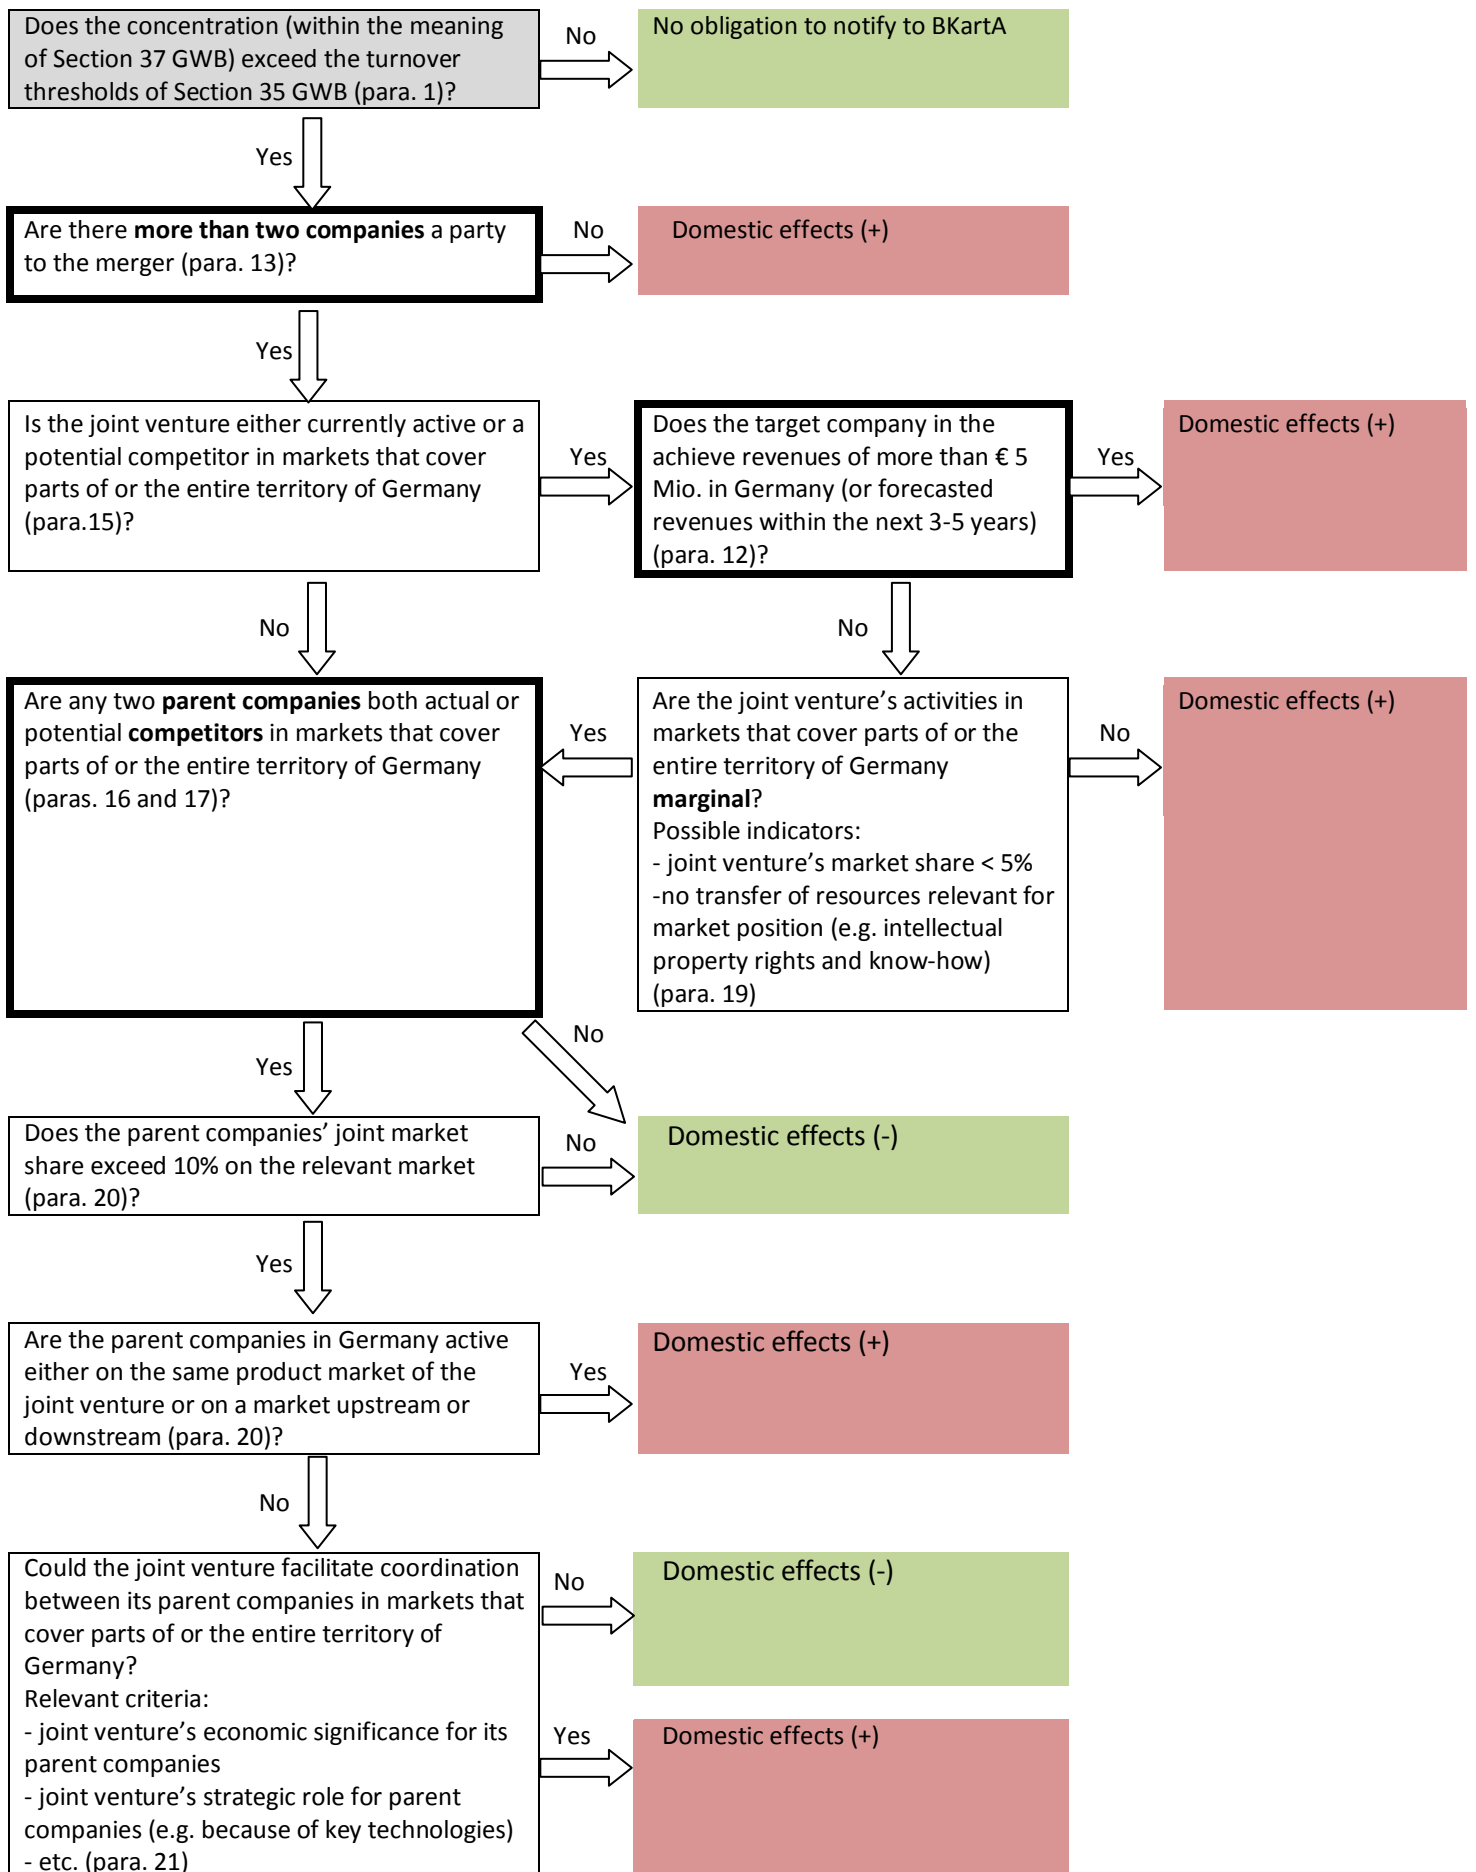 Does the concentration (within the meaning
of Section 37 GWB) exceed the turnover
thresholds of Section 35 GWB (para. 1)?
No
No obligation to notify to BKartA
Yes
Are there more than two companies a party
to the merger (para. 13)?
No
Domestic effects (+)
Yes
Is the joint venture either currently active or a
potential competitor in markets that cover
parts of or the entire territory of Germany
(para.15)?
Yes
Does the target company in the
achieve revenues of more than € 5
Mio. in Germany (or forecasted
revenues within the next 3-5 years)
(para. 12)?
Yes
Domestic effects (+)
No
No
Are any two parent companies both actual or
potential competitors in markets that cover
parts of or the entire territory of Germany
(paras. 16 and 17)?
Yes
Are the joint venture’s activities in
markets that cover parts of or the
entire territory of Germany
marginal?
Possible indicators:
- joint venture’s market share < 5%
-no transfer of resources relevant for
market position (e.g. intellectual
property rights and know-how)
(para. 19)
No
Domestic effects (+)
No
Yes
Does the parent companies’ joint market
share exceed 10% on the relevant market
(para. 20)?
No
Domestic effects (-)
Yes
Are the parent companies in Germany active
either on the same product market of the
joint venture or on a market upstream or
downstream (para. 20)?
Yes
Domestic effects (+)
No
Could the joint venture facilitate coordination
between its parent companies in markets that
cover parts of or the entire territory of
Germany?
Relevant criteria:
- joint venture’s economic significance for its
parent companies
- joint venture’s strategic role for parent
companies (e.g. because of key technologies)
- etc. (para. 21)
No
Domestic effects (-)
Yes
Domestic effects (+)